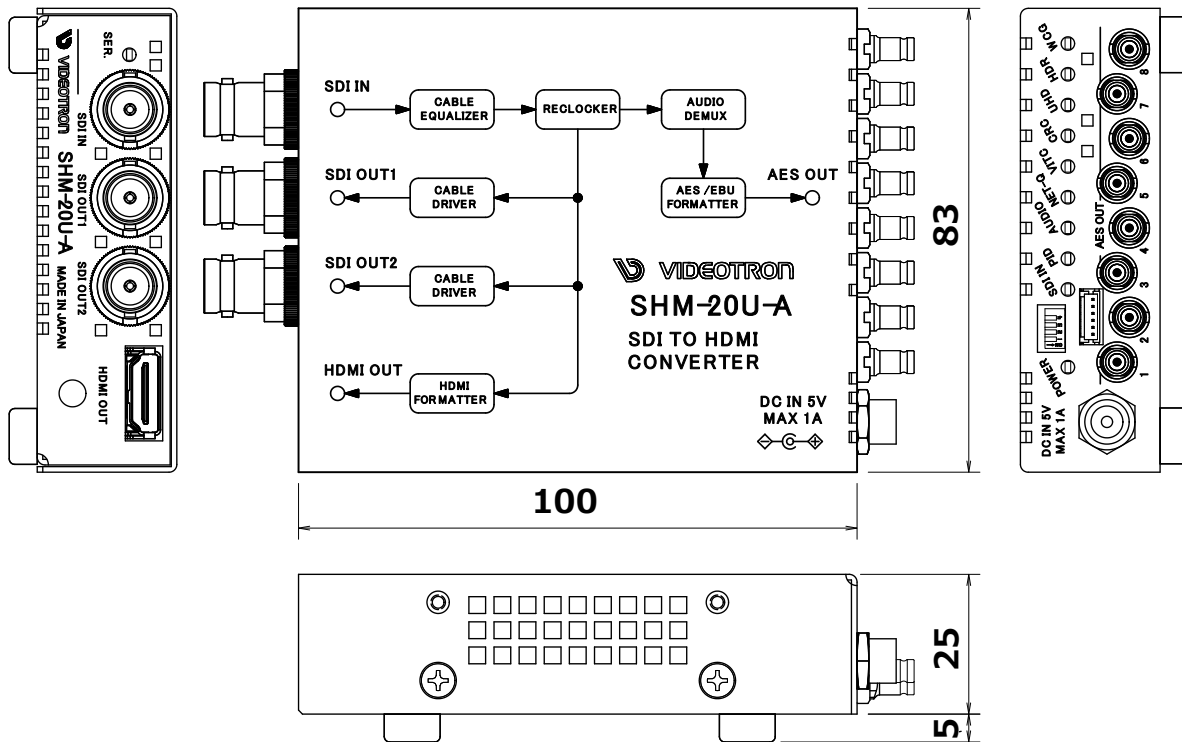 SER.
VIDEOTRON
SDI IN
SDI OUT1
SDI OUT2
SHM-20U-A
MADE IN JAPAN
HDMI OUT
SDI IN
CABLE
EQUALIZER
RECLOCKER
AUDIO
DEMUX
SDI OUT1
CABLE
DRIVER
AES /EBU
FORMATTER
AES OUT
SDI OUT2
CABLE
DRIVER
VIDEOTRON
SHM-20U-A
SDI TO HDMI
CONVERTER
HDMI OUT
HDMI
FORMATTER
DC IN 5V
MAX 1A
83
100
25
5
WCG
HDR
UHD
GRC
VITC
NET-Q
AUDIO
PID
SDI IN
POWER
AES OUT
8
7
6
5
4
3
2
1
DC IN 5V
MAX 1A